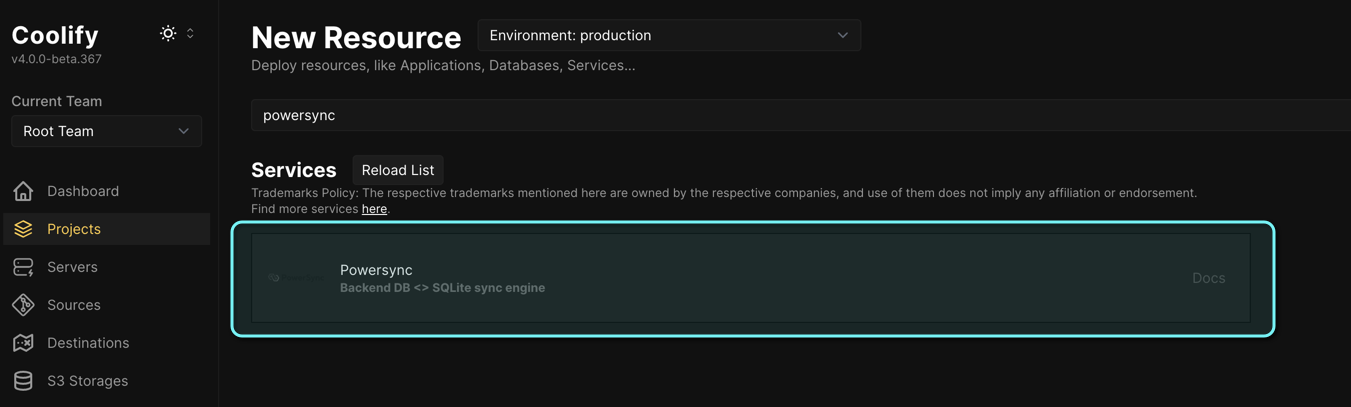 Coolify
v4.0.0-beta.367
Current Team
Root Team
Dashboard
Projects
Servers
Sources
Destinations
S3 Storages
New Resource
Environment: production
Deploy resources, like Applications, Databases, Services...
powersync
Services
Reload List
Trademarks Policy: The respective trademarks mentioned here are owned by the respective companies, and use of them does not imply any affiliation or endorsement.
Find more services here.
Powersync
Backend DB <> SQLite sync engine
Docs